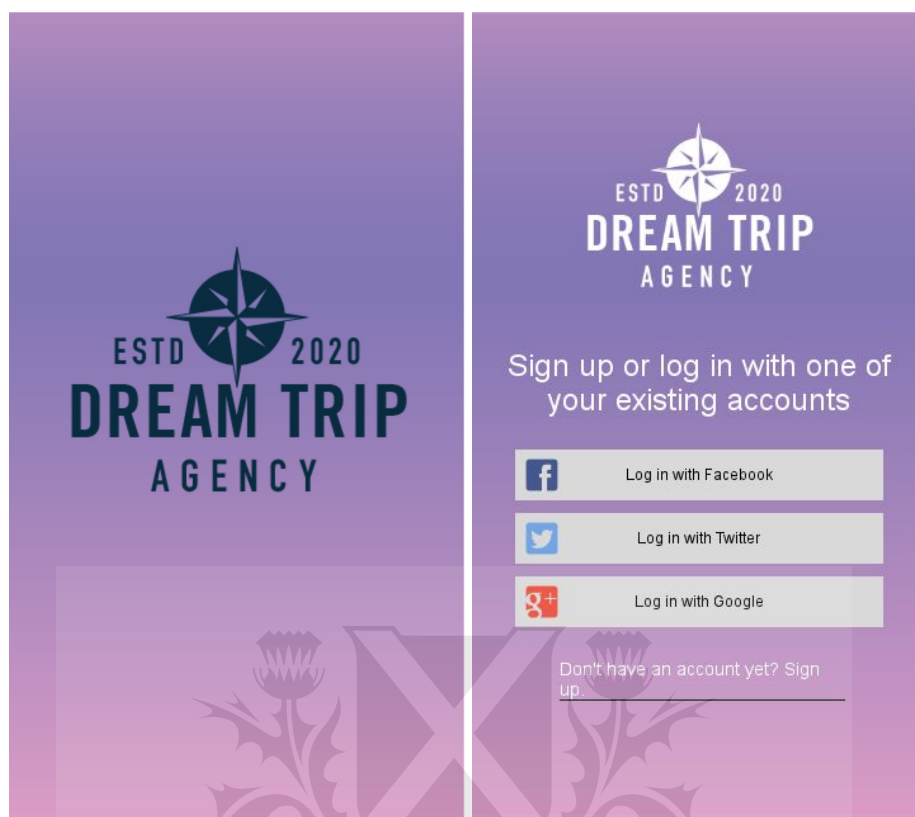 ESTD 2020
DREAM TRIP
AGENCY
ESTD 2020
DREAM TRIP
AGENCY
Sign up or log in with one of
your existing accounts
f
Log in with Facebook
Log in with Twitter
g+
Log in with Google
Don't have an account yet? Sign
up.